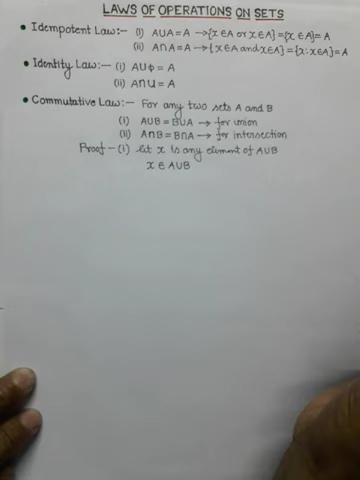 LAWS OF OPERATIONS ON SETS
• Idempotent Law:- (i) A∪A = A → {x∈A or x∈A} = {x∈A} = A
(ii) A∩A = A → {x∈A and x∈A} = {x:x∈A} = A
• Identity Law:- (i) A∪ɸ = A
(ii) A∩U = A
• Commutative Law:- For any two sets A and B
(i) A∪B = B∪A → for union
(ii) A∩B = B∩A → for intersection
Proof - (i) let x is any element of A∪B
x ∈ A∪B